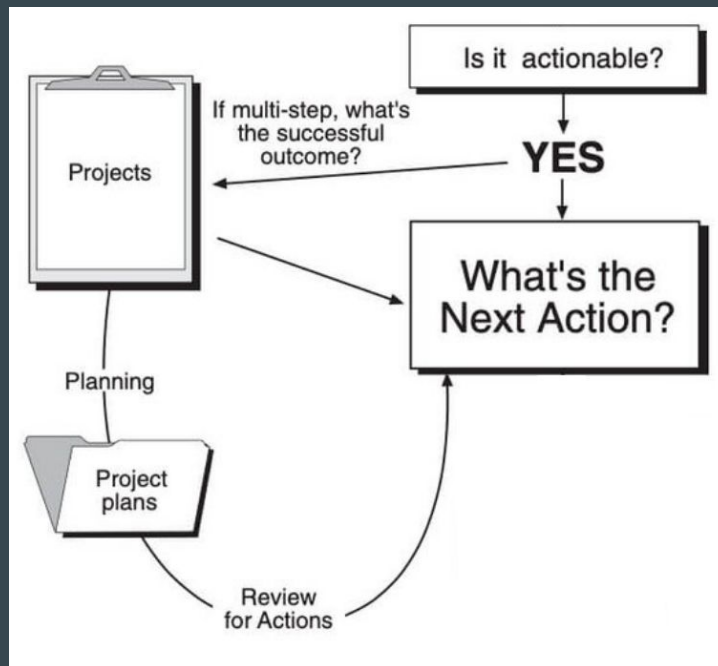 Is it actionable?
If multi-step, what's
the successful
outcome?
YES
Projects
What's the
Next Action?
Planning
Project
plans
Review
for Actions